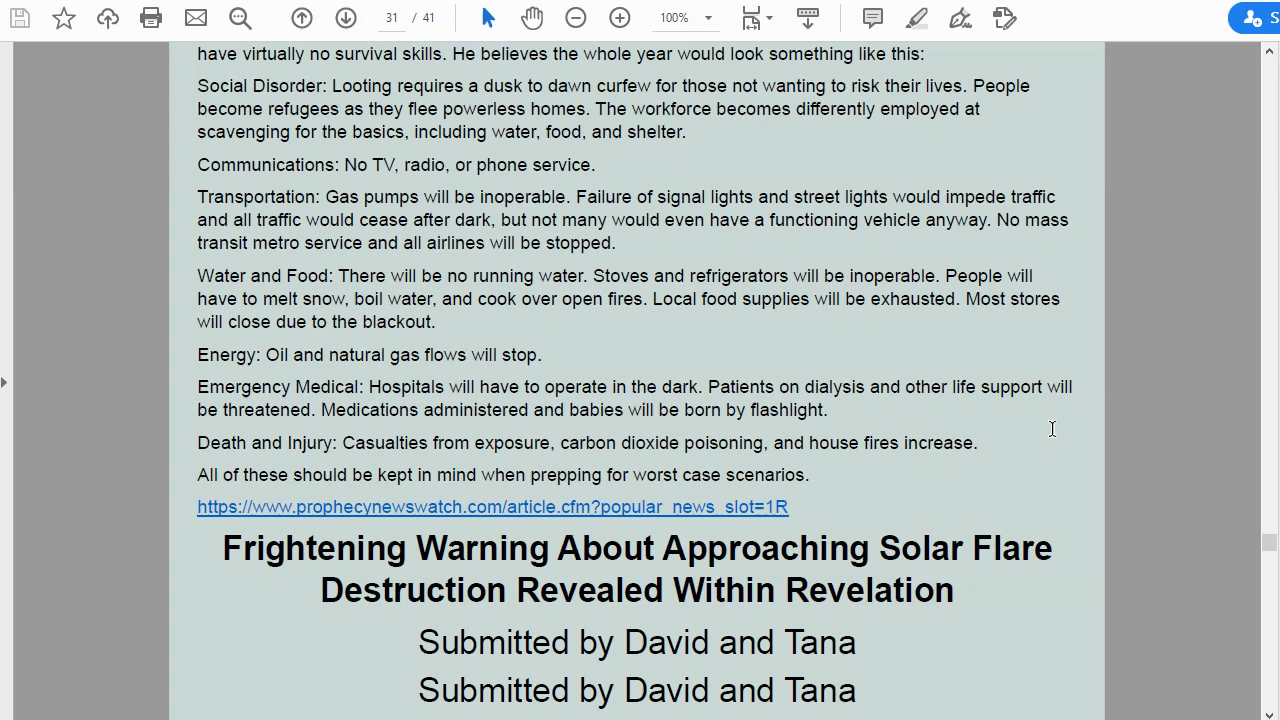 31 / 41
100%
S
have virtually no survival skills. He believes the whole year would look something like this:
Social Disorder: Looting requires a dusk to dawn curfew for those not wanting to risk their lives. People
become refugees as they flee powerless homes. The workforce becomes differently employed at
scavenging for the basics, including water, food, and shelter.
Communications: No TV, radio, or phone service.
Transportation: Gas pumps will be inoperable. Failure of signal lights and street lights would impede traffic
and all traffic would cease after dark, but not many would even have a functioning vehicle anyway. No mass
transit metro service and all airlines will be stopped.
Water and Food: There will be no running water. Stoves and refrigerators will be inoperable. People will
have to melt snow, boil water, and cook over open fires. Local food supplies will be exhausted. Most stores
will close due to the blackout.
Energy: Oil and natural gas flows will stop.
Emergency Medical: Hospitals will have to operate in the dark. Patients on dialysis and other life support will
be threatened. Medications administered and babies will be born by flashlight.
Death and Injury: Casualties from exposure, carbon dioxide poisoning, and house fires increase.
All of these should be kept in mind when prepping for worst case scenarios.
https://www.prophecynewswatch.com/article.cfm?popular_news_slot=1R
Frightening Warning About Approaching Solar Flare
Destruction Revealed Within Revelation
Submitted by David and Tana
Submitted by David and Tana